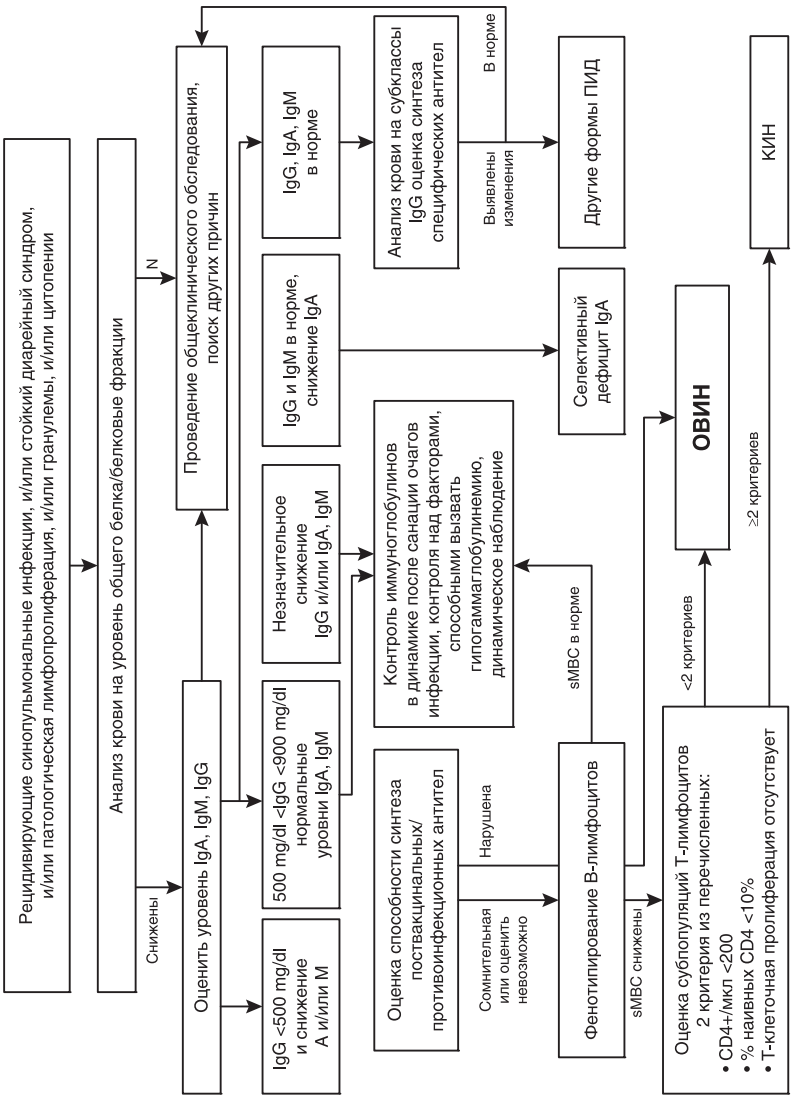 Рецидивирующие синопульмональные инфекции, и/или стойкий диарейный синдром,
и/или патологическая лимфопролиферация, и/или гранулемы, и/или цитопении
Анализ крови на уровень общего белка/белковые фракции
Снижены
N
Оценить уровень IgA, IgM, IgG
Проведение общеклинического обследования,
поиск других причин
IgG <500 mg/dl
и снижение
А и/или М
500 mg/dl <IgG <900 mg/dl
нормальные
уровни IgA, IgM
Незначительное
снижение
IgG и/или IgA, IgM
IgG и IgM в норме,
снижение IgA
IgG, IgA, IgM
в норме
Оценка способности синтеза
поствакцинальных/
противоинфекционных антител
Контроль иммуноглобулинов
в динамике после санации очагов
инфекции, контроля над факторами,
способными вызвать
гипогаммаглобулинемию,
динамическое наблюдение
Анализ крови на субклассы
IgG оценка синтеза
специфических антител
Сомнительная
или оценить
невозможно
Нарушена
sMBC в норме
Выявлены
изменения
В норме
Фенотипирование В-лимфоцитов
Селективный
дефицит IgA
Другие формы ПИД
sMBC снижены
Оценка субпопуляций Т-лимфоцитов
2 критерия из перечисленных:
• CD4+/мкл <200
• % наивных CD4 <10%
• Т-клеточная пролиферация отсутствует
<2 критериев
ОВИН
≥2 критериев
КИН